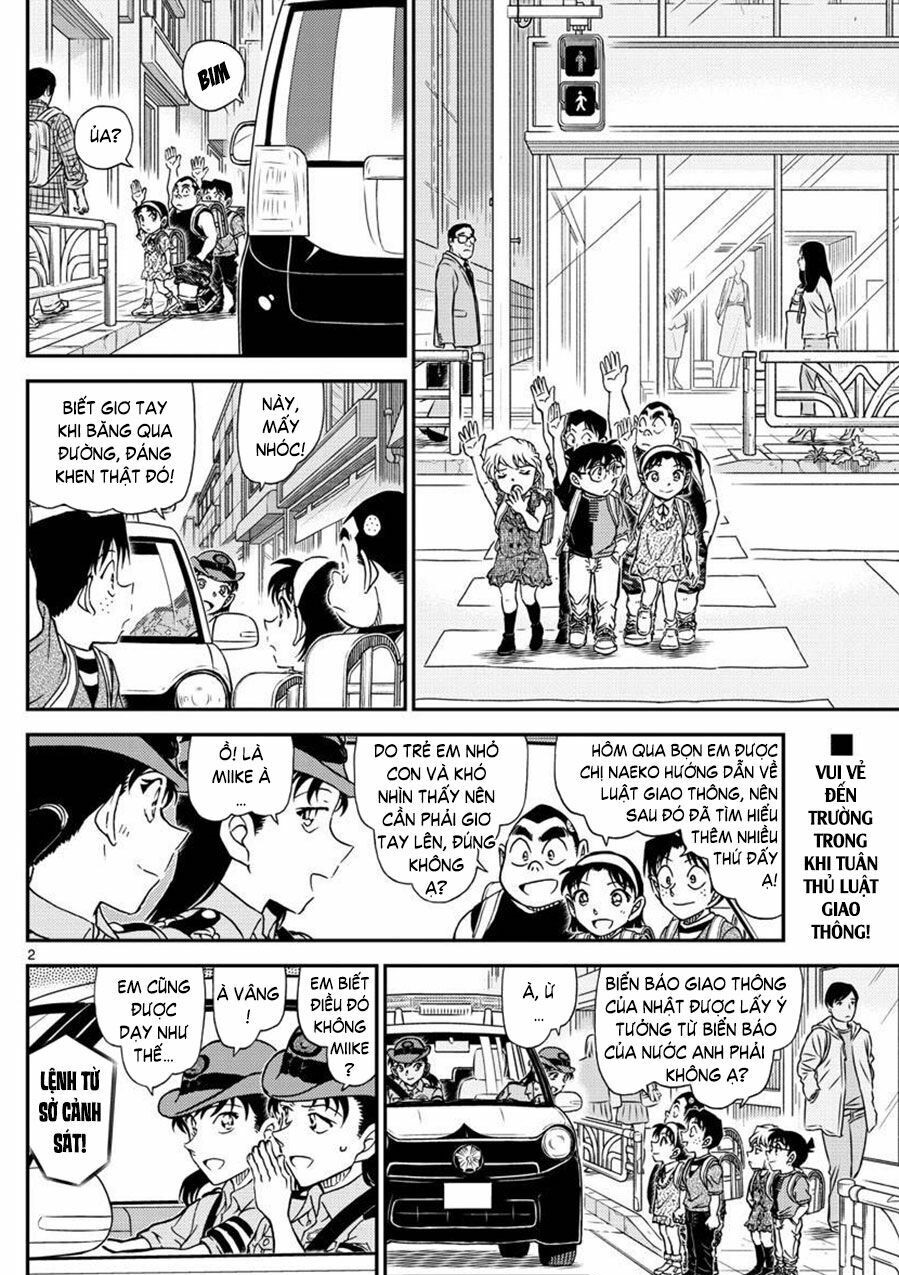 VUI VẺ
ĐẾN
TRƯỜNG
TRONG
KHI TUÂN
THỦ LUẬT
GIAO
THÔNG!
BIM
ỦA?
NÀY,
MẤY
NHÓC!
BIẾT GIƠ TAY
KHI BĂNG QUA
ĐƯỜNG, ĐÁNG
KHEN THẬT ĐÓ!
HÔM QUA BỌN EM ĐƯỢC
CHỊ NAEKO HƯỚNG DẪN VỀ
LUẬT GIAO THÔNG, NÊN
SAU ĐÓ ĐÃ TÌM HIỂU
THÊM NHIỀU
THỨ ĐẤY
Ạ!
DO TRẺ EM NHỎ
CON VÀ KHÓ
NHÌN THẤY NÊN
CẦN PHẢI GIƠ
TAY LÊN, ĐÚNG
KHÔNG
Ạ?
Ồ! LÀ
MIIKE À
...
BIỂN BÁO GIAO THÔNG
CỦA NHẬT ĐƯỢC LẤY Ý
TƯỞNG TỪ BIỂN BÁO
CỦA NƯỚC ANH PHẢI
KHÔNG Ạ?
À, Ừ
...
EM BIẾT
ĐIỀU ĐÓ
KHÔNG
MIIKE
?
À VÂNG
!
EM CŨNG
ĐƯỢC
DẠY NHƯ
THẾ...
LỆNH TỪ
SỞ CẢNH
SÁT!
2